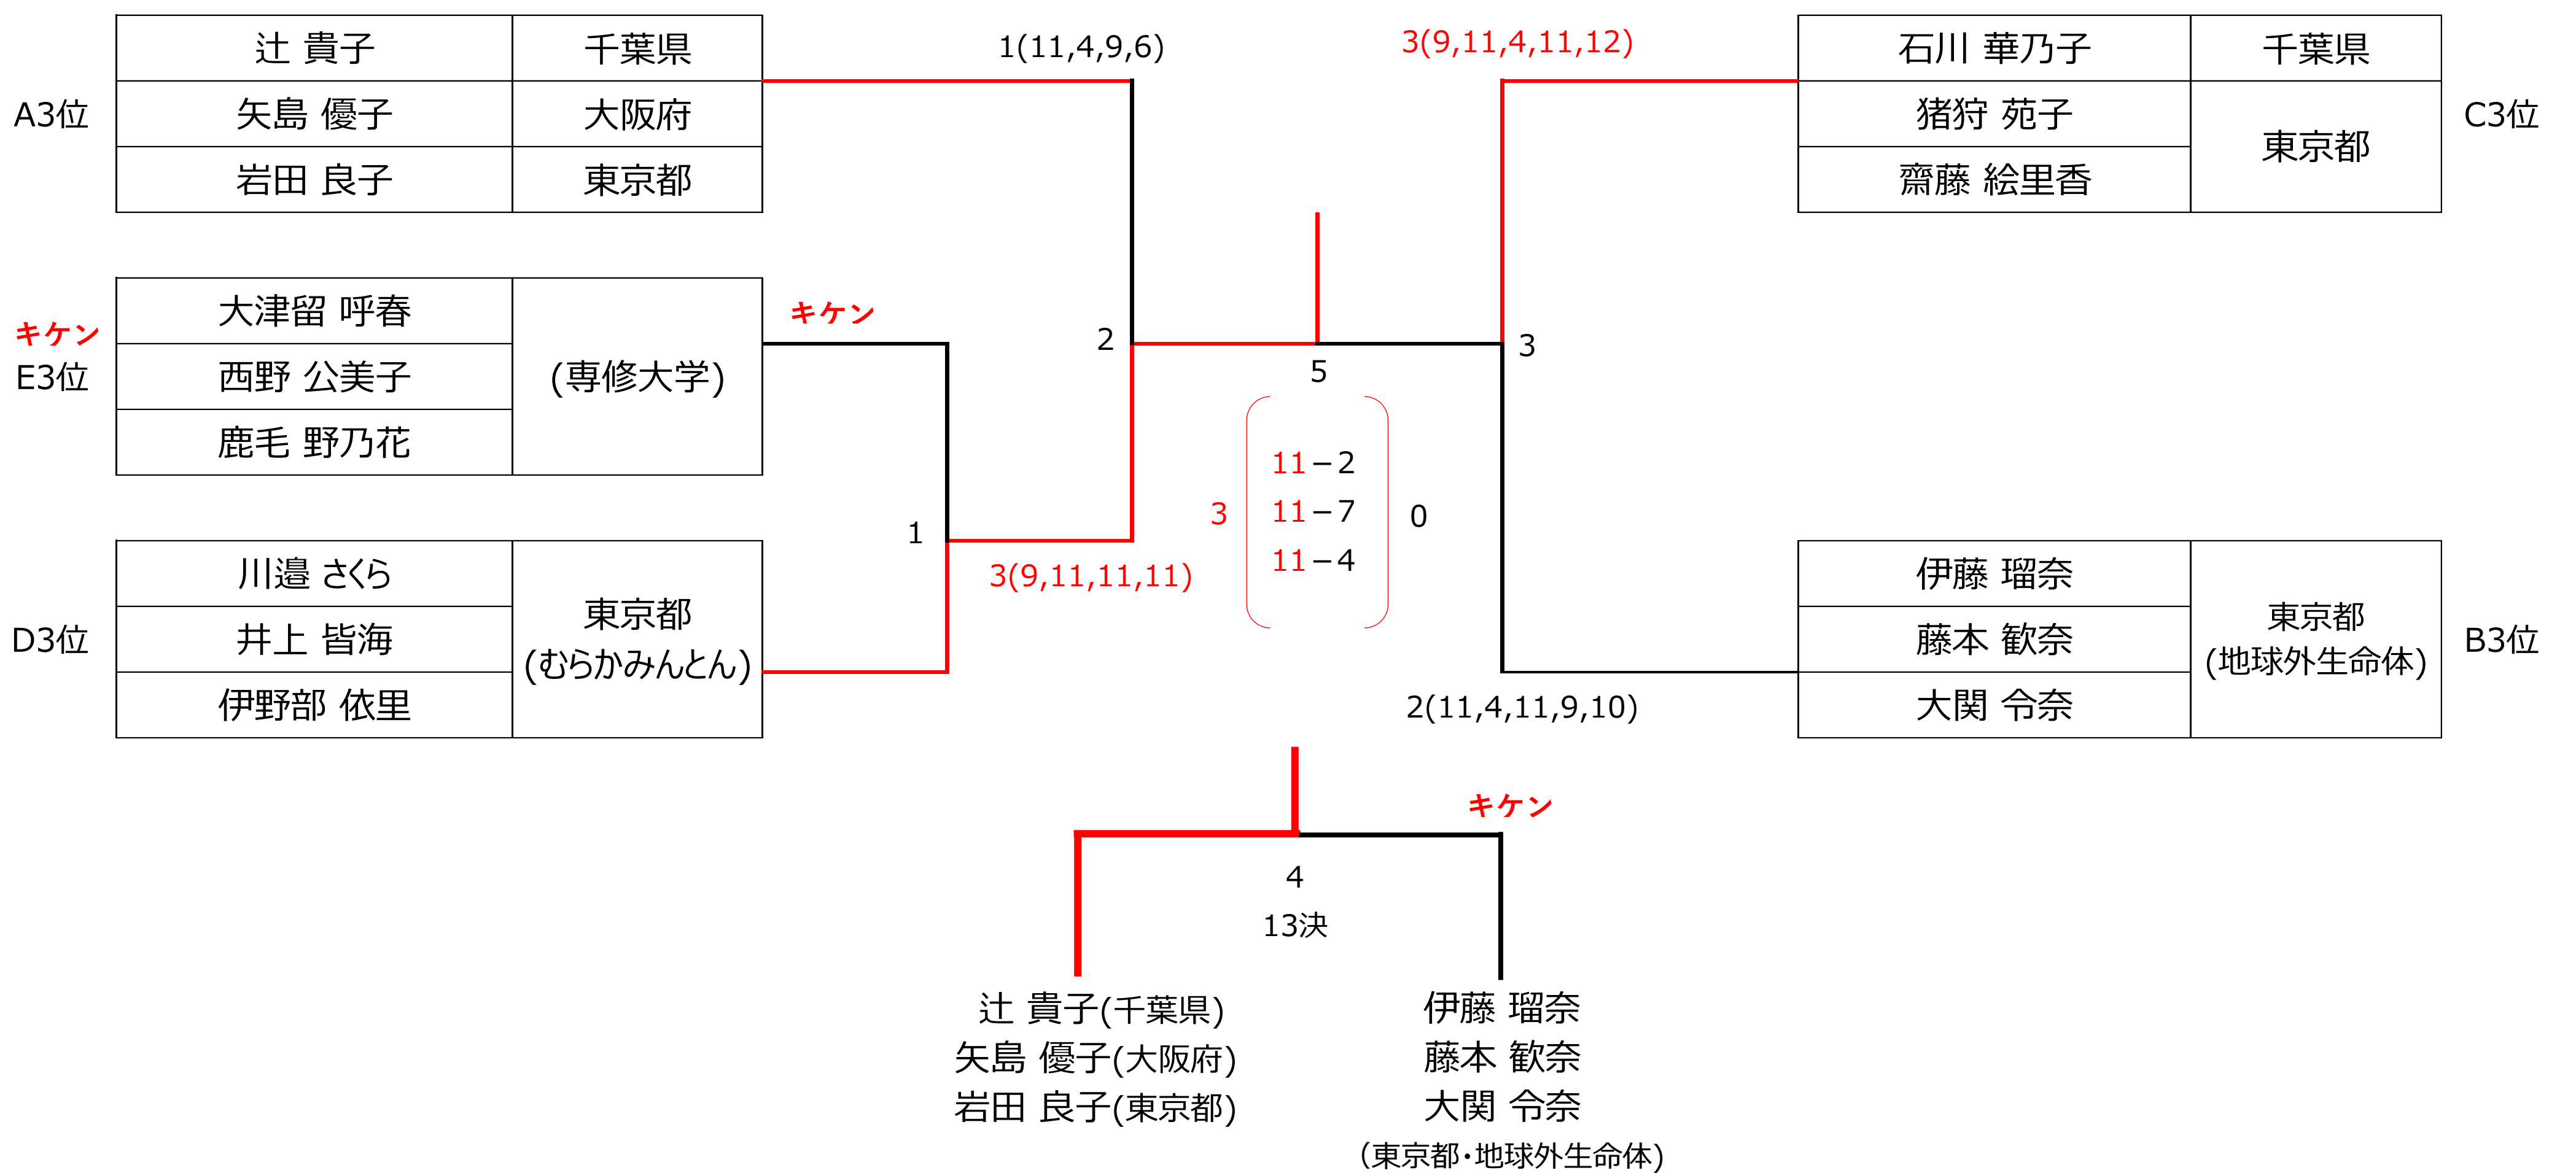 辻 貴子 千葉県
A3位 矢島 優子 大阪府
岩田 良子 東京都
1(11,4,9,6)
3(9,11,4,11,12)
石川 華乃子 千葉県
猪狩 苑子 東京都 C3位
齋藤 絵里香
大津留 呼春
キケン
E3位 西野 公美子 (専修大学)
鹿毛 野乃花
キケン
2
5
3
11－2
3 11－7 0
11－4
1
3(9,11,11,11)
川邉 さくら
D3位 井上 皆海 東京都
(むらかみんとん)
伊野部 依里
伊藤 瑠奈
藤本 歓奈 東京都 B3位
(地球外生命体)
大関 令奈
2(11,4,11,9,10)
キケン
4
13決
辻 貴子(千葉県)
矢島 優子(大阪府)
岩田 良子(東京都)
伊藤 瑠奈
藤本 歓奈
大関 令奈
(東京都・地球外生命体)